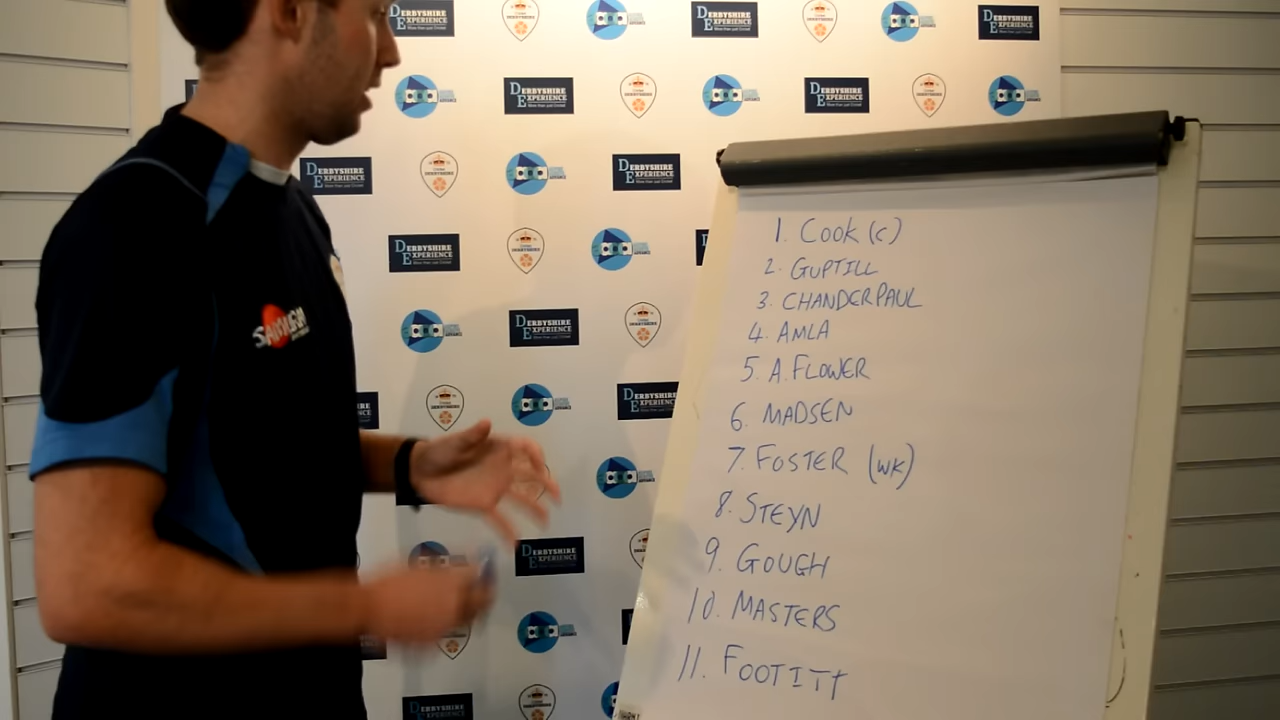 1. COOK (c)
2. GUPTILL
3. CHANDERPAUL
4. AMLA
5. A. FLOWER
6. MADSEN
7. FOSTER (WK)
8. STEYN
9. GOUGH
10. MASTERS
11. FOOTITT
DERBYSHIRE
EXPERIENCE
DERBYSHIRE